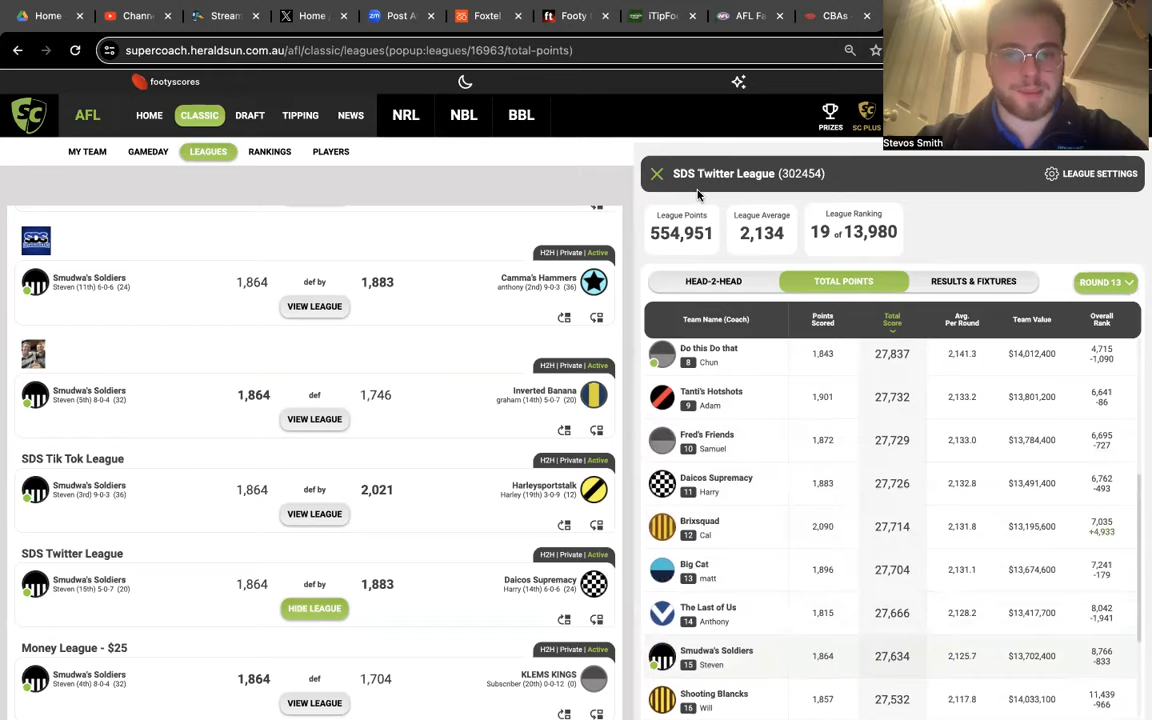 Home
Chann
Stream
Home
Post A
Foxtel
Footy
iTipFo
AFL Fa
CBAs
supercoach.heraldsun.com.au/afl/classic/leagues(popup:leagues/16963/total-points)
footyscores
SC
AFL
HOME
CLASSIC
DRAFT
TIPPING
NEWS
NRL
NBL
BBL
PRIZES
SC PLUS
Stevos Smith
MY TEAM
GAMEDAY
LEAGUES
RANKINGS
PLAYERS
SDS
H2H | Private | Active
Smudwa's Soldiers
Steven (11th) 6-0-6 (24)
1,864
def by
1,883
Camma's Hammers
anthony (2nd) 9-0-3 (36)
VIEW LEAGUE
H2H | Private | Active
Smudwa's Soldiers
Steven (5th) 8-0-4 (32)
1,864
def
1,746
Inverted Banana
graham (14th) 5-0-7 (20)
VIEW LEAGUE
SDS Tik Tok League
H2H | Private | Active
Smudwa's Soldiers
Steven (3rd) 9-0-3 (36)
1,864
def by
2,021
Harleysportstalk
Harley (19th) 3-0-9 (12)
VIEW LEAGUE
SDS Twitter League
H2H | Private | Active
Smudwa's Soldiers
Steven (15th) 5-0-7 (20)
1,864
def by
1,883
Daicos Supremacy
Harry (14th) 6-0-6 (24)
HIDE LEAGUE
Money League - $25
H2H | Private | Active
Smudwa's Soldiers
Steven (4th) 8-0-4 (32)
1,864
def
1,704
KLEMS KINGS
Subscriber (20th) 0-0-12 (0)
VIEW LEAGUE
SDS Twitter League (302454)
LEAGUE SETTINGS
League Points
554,951
League Average
2,134
League Ranking
19 of 13,980
HEAD-2-HEAD
TOTAL POINTS
RESULTS & FIXTURES
ROUND 13
Team Name (Coach)
Points Scored
Total Score
Avg. Per Round
Team Value
Overall Rank
Do this Do that
8 Chun
1,843
27,837
2,141.3
$14,012,400
4,715
-1,090
Tanti's Hotshots
9 Adam
1,901
27,732
2,133.2
$13,801,200
6,641
-86
Fred's Friends
10 Samuel
1,872
27,729
2,133.0
$13,784,400
6,695
-727
Daicos Supremacy
11 Harry
1,883
27,726
2,132.8
$13,491,400
6,762
-493
Brixsquad
12 Cal
2,090
27,714
2,131.8
$13,195,600
7,035
+4,933
Big Cat
13 matt
1,896
27,704
2,131.1
$13,674,600
7,241
-179
The Last of Us
14 Anthony
1,815
27,666
2,128.2
$13,417,700
8,042
-1,941
Smudwa's Soldiers
15 Steven
1,864
27,634
2,125.7
$13,702,400
8,766
-833
Shooting Blancks
16 Will
1,857
27,532
2,117.8
$14,033,100
11,439
-966